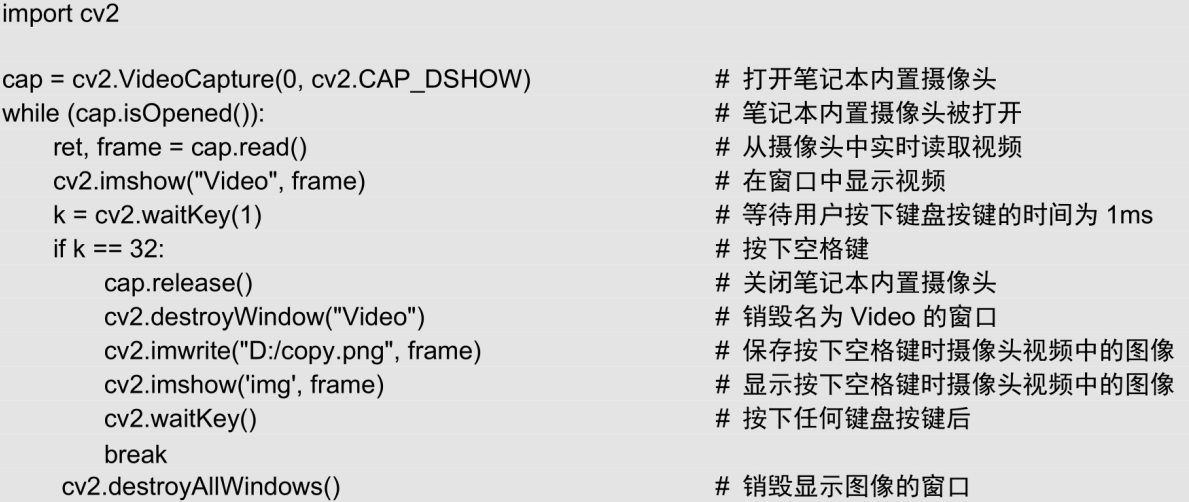 import cv2
cap = cv2.VideoCapture(0, cv2.CAP_DSHOW) # 打开笔记本内置摄像头
while (cap.isOpened()): # 笔记本内置摄像头被打开
    ret, frame = cap.read() # 从摄像头中实时读取视频
    cv2.imshow("Video", frame) # 在窗口中显示视频
    k = cv2.waitKey(1) # 等待用户按下键盘按键的时间为 1ms
    if k == 32: # 按下空格键
        cap.release() # 关闭笔记本内置摄像头
        cv2.destroyWindow("Video") # 销毁名为 Video 的窗口
        cv2.imwrite("D:/copy.png", frame) # 保存按下空格键时摄像头视频中的图像
        cv2.imshow('img', frame) # 显示按下空格键时摄像头视频中的图像
        cv2.waitKey() # 按下任何键盘按键后
        break
    cv2.destroyAllWindows() # 销毁显示图像的窗口